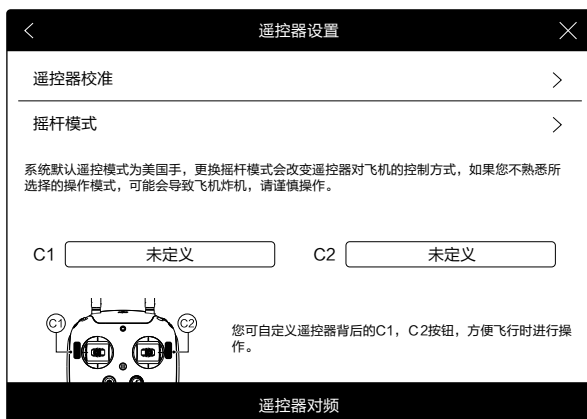 遥控器设置
遥控器校准
摇杆模式
系统默认遥控模式为美国手，更换摇杆模式会改变遥控器对飞机的控制方式，如果您不熟悉所
选择的操作模式，可能会导致飞机炸机，请谨慎操作。
C1 未定义 C2 未定义
C1 C2
您可自定义遥控器背后的C1，C2按钮，方便飞行时进行操
作。
遥控器对频